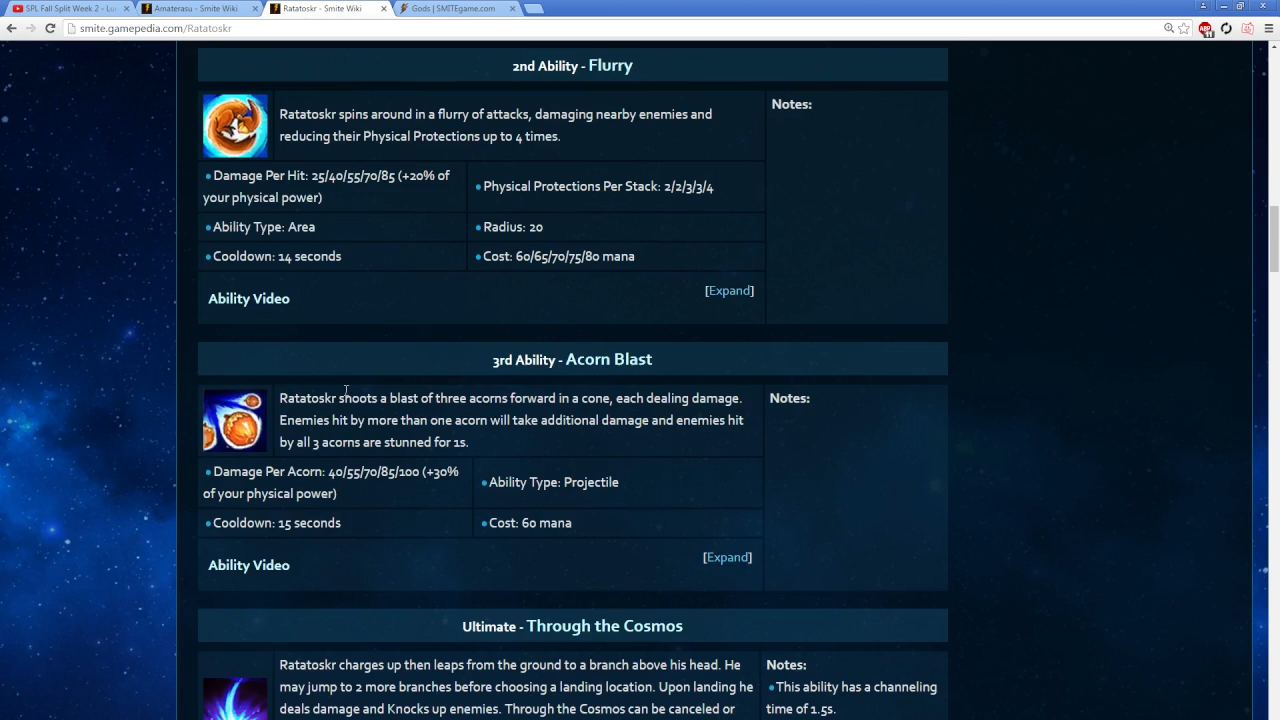 SPL Fall Split Week 2 - Lu
Amaterasu - Smite Wiki
Ratatoskr - Smite Wiki
Gods | SMITEgame.com
smite.gamepedia.com/Ratatoskr
ABP
11
2nd Ability - Flurry
Ratatoskr spins around in a flurry of attacks, damaging nearby enemies and
reducing their Physical Protections up to 4 times.
Notes:
Damage Per Hit: 25/40/55/70/85 (+20% of
your physical power)
Physical Protections Per Stack: 2/2/3/3/4
Ability Type: Area
Radius: 20
Cooldown: 14 seconds
Cost: 60/65/70/75/80 mana
Ability Video
[Expand]
3rd Ability - Acorn Blast
Ratatoskr shoots a blast of three acorns forward in a cone, each dealing damage.
Enemies hit by more than one acorn will take additional damage and enemies hit
by all 3 acorns are stunned for 1s.
Notes:
Damage Per Acorn: 40/55/70/85/100 (+30%
of your physical power)
Ability Type: Projectile
Cooldown: 15 seconds
Cost: 60 mana
Ability Video
[Expand]
Ultimate - Through the Cosmos
Ratatoskr charges up then leaps from the ground to a branch above his head. He
may jump to 2 more branches before choosing a landing location. Upon landing he
deals damage and Knocks up enemies. Through the Cosmos can be canceled or
Notes:
This ability has a channeling
time of 1.5s.